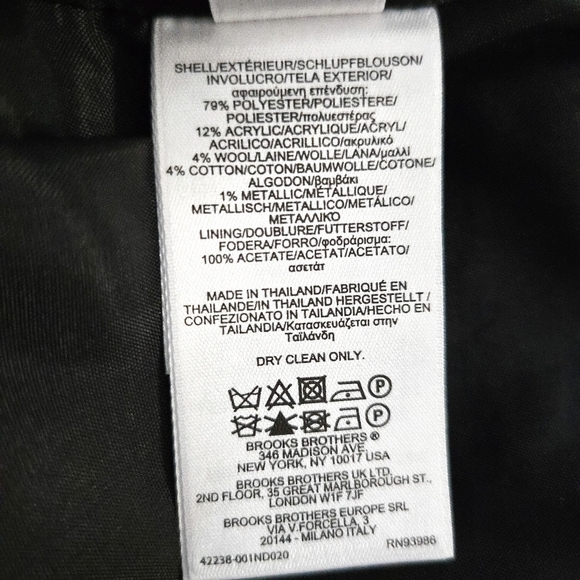 SHELL/EXTÉRIEUR/SCHLUPFBLOUSON/
INVOLUCRO/TELA EXTERIOR/
αφαιρούμενη επένδυση:
79% POLYESTER/POLIESTERE/
POLIESTER/πολυεστέρας
12% ACRYLIC/ACRYLIQUE/ACRYL/
ACRILICO/ACRILLICO/ακρυλικό
4% WOOL/LAINE/WOLLE/LANA/μαλλί
4% COTTON/COTON/BAUMWOLLE/COTONE/
ALGODON/βαμβάκι
1% METALLIC/MÉTALLIQUE/
METALLISCH/METALLICO/METÁLICO/
ΜΕΤΑΛΛΙΚΌ
LINING/DOUBLURE/FUTTERSTOFF/
FODERA/FORRO/φοδράρισμα:
100% ACETATE/ACETAT/ACETATO/
ασετάτ
MADE IN THAILAND/FABRIQUÉ EN
THAILANDE/IN THAILAND HERGESTELLT /
CONFEZIONATO IN TAILANDIA/HECHO EN
TAILANDIA/Κατασκευάζεται στην
Ταϊλάνδη
DRY CLEAN ONLY.
P
P
BROOKS BROTHERS ®
346 MADISON AVE.
NEW YORK, NY 10017 USA
BROOKS BROTHERS UK LTD.
2ND FLOOR, 35 GREAT MARLBOROUGH ST.,
LONDON W1F 7JF
BROOKS BROTHERS EUROPE SRL
VIA V.FORCELLA, 3
20144 - MILANO ITALY
42238-001ND020 RN93986